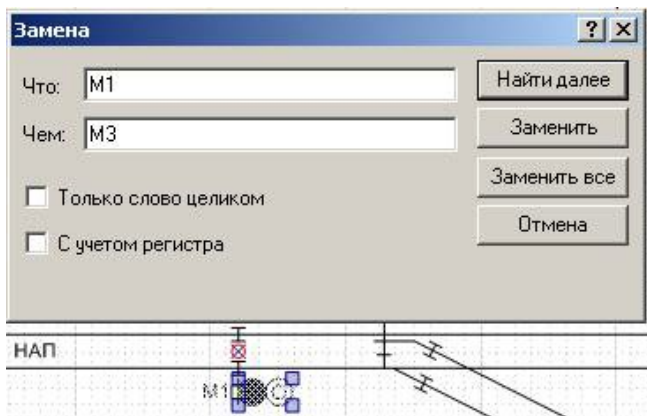 Замена
Что: М1
Найти далее
Чем: М3
Заменить
Заменить все
Только слово целиком
Отмена
С учетом регистра
НАП
М1